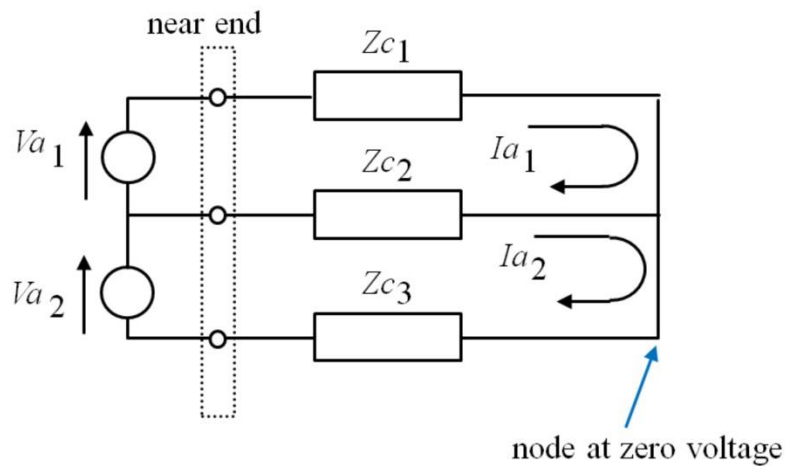 near end
Zc1
Va1
Ia1
Zc2
Ia2
Va2
Zc3
node at zero voltage